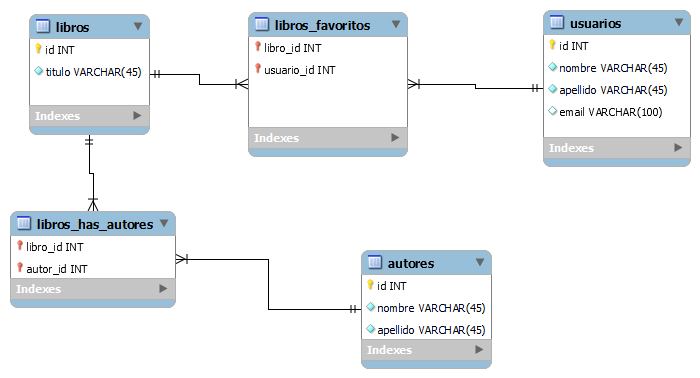 libros
id INT
titulo VARCHAR(45)
Indexes
libros_favoritos
libro_id INT
usuario_id INT
Indexes
usuarios
id INT
nombre VARCHAR(45)
apellido VARCHAR(45)
email VARCHAR(100)
Indexes
libros_has_autores
libro_id INT
autor_id INT
Indexes
autores
id INT
nombre VARCHAR(45)
apellido VARCHAR(45)
Indexes